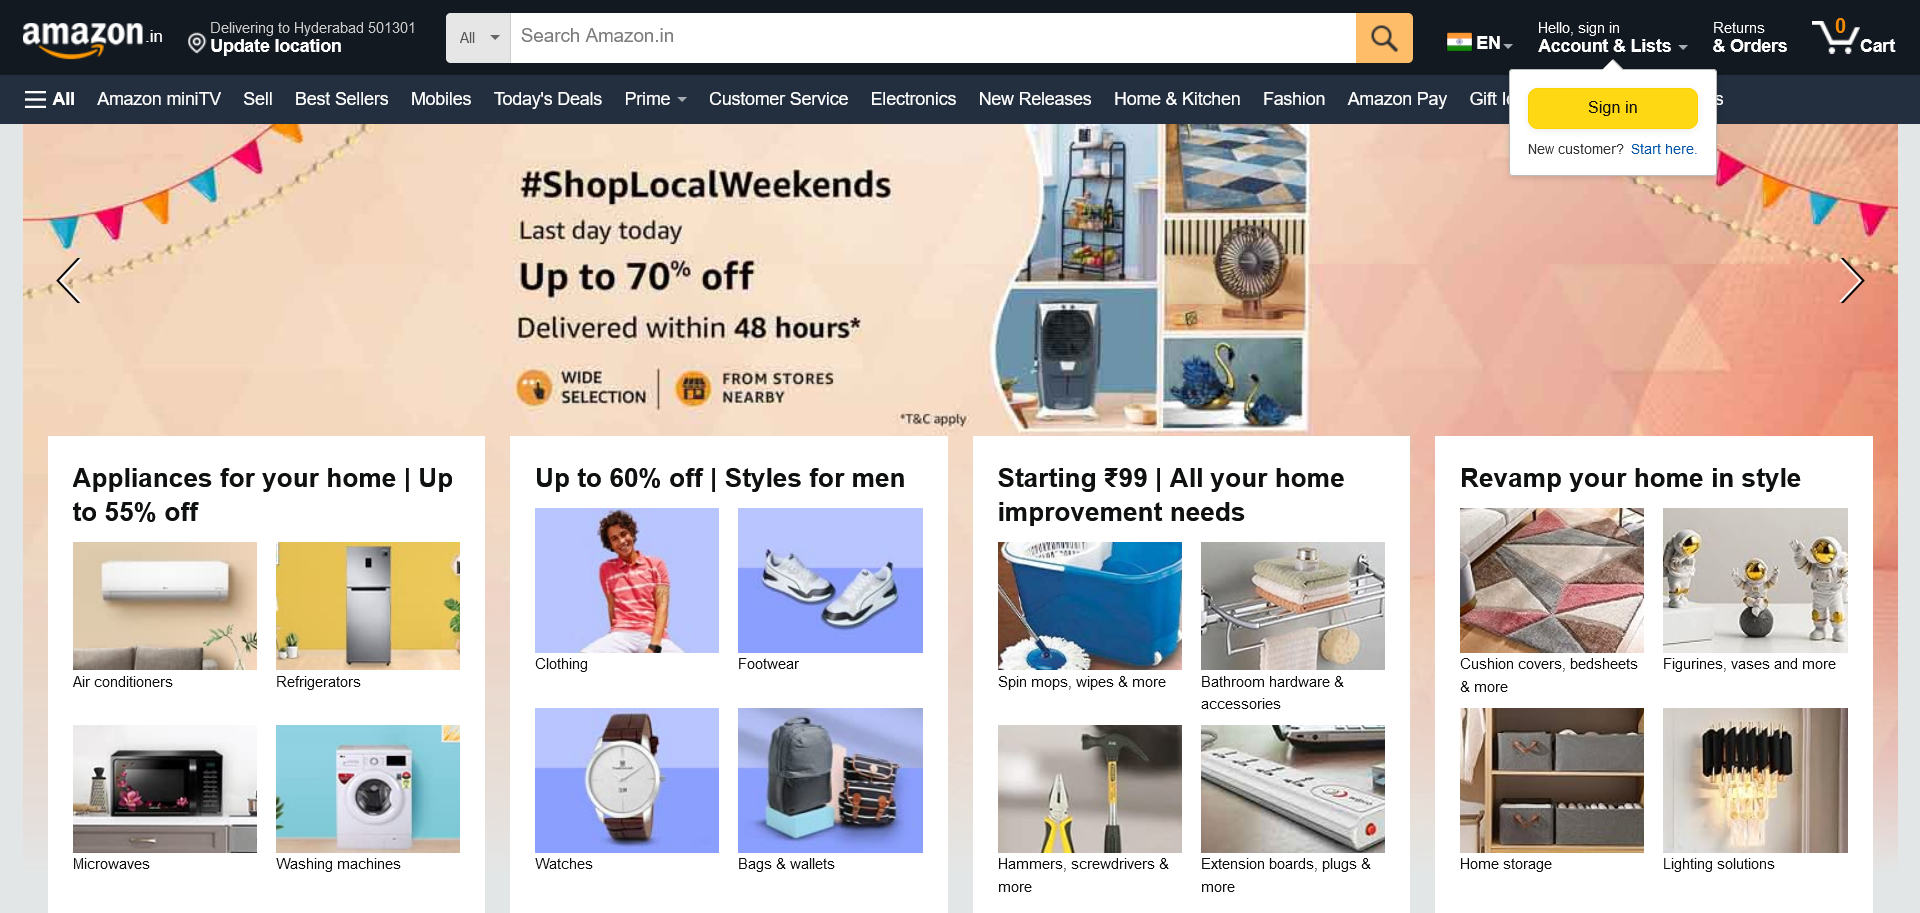 amazon.in
Delivering to Hyderabad 501301
Update location
All
Search Amazon.in
EN
Hello, sign in
Account & Lists
Returns
& Orders
0
Cart
All
Amazon miniTV
Sell
Best Sellers
Mobiles
Today's Deals
Prime
Customer Service
Electronics
New Releases
Home & Kitchen
Fashion
Amazon Pay
Gift
Sign in
New customer? Start here.
#ShopLocalWeekends
Last day today
Up to 70% off
Delivered within 48 hours*
WIDE
SELECTION
FROM STORES
NEARBY
*T&C apply
Appliances for your home | Up
to 55% off
Air conditioners
Refrigerators
Microwaves
Washing machines
Up to 60% off | Styles for men
Clothing
Footwear
Watches
Bags & wallets
Starting ₹99 | All your home
improvement needs
Spin mops, wipes & more
Bathroom hardware &
accessories
Hammers, screwdrivers &
more
Extension boards, plugs &
more
Revamp your home in style
Cushion covers, bedsheets
& more
Figurines, vases and more
Home storage
Lighting solutions